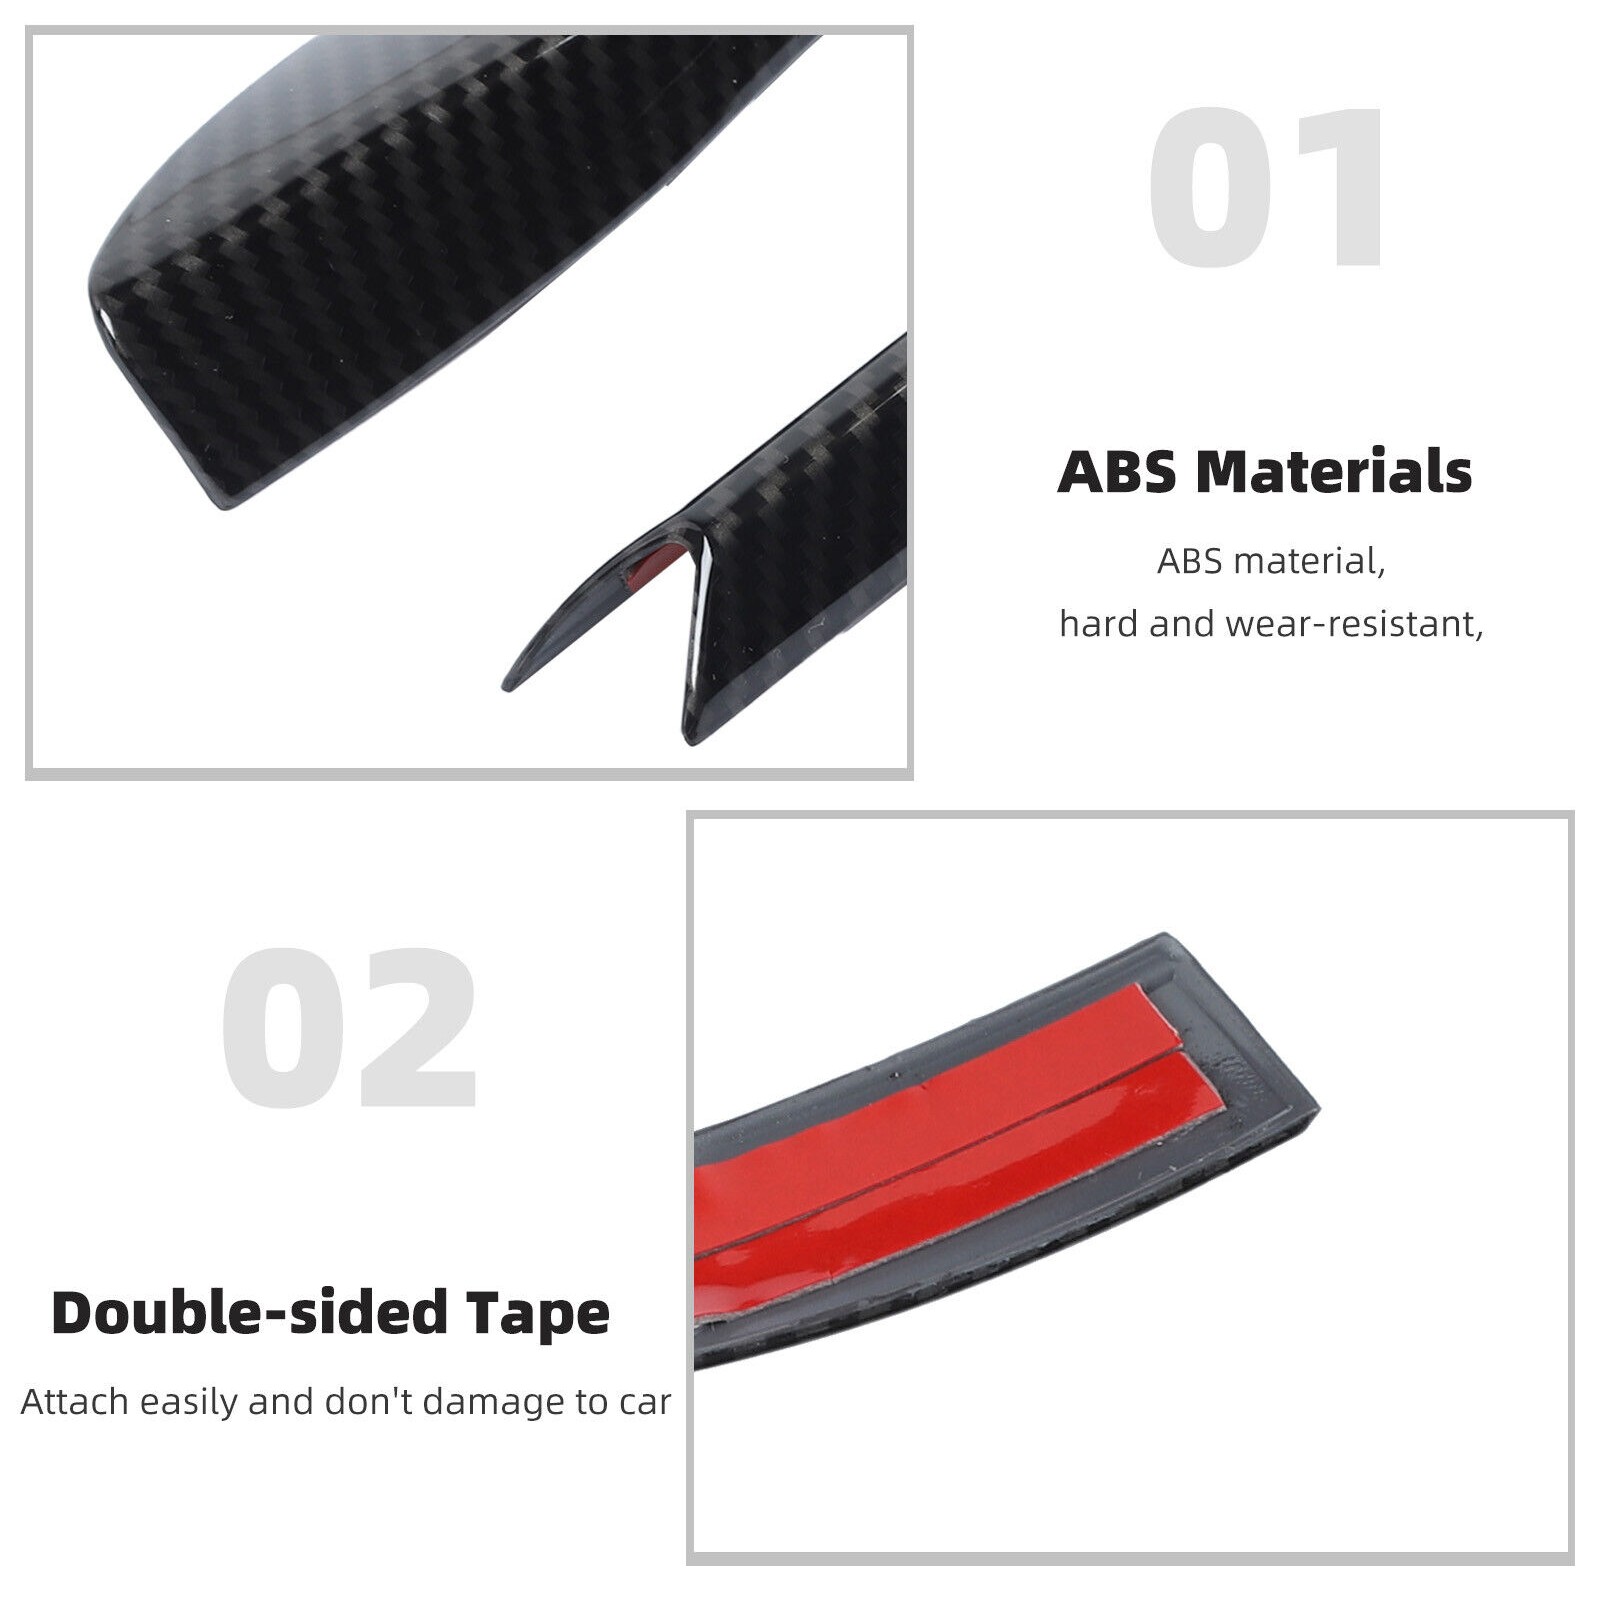 01
ABS Materials
ABS material,
hard and wear-resistant,
02
Double-sided Tape
Attach easily and don't damage to car